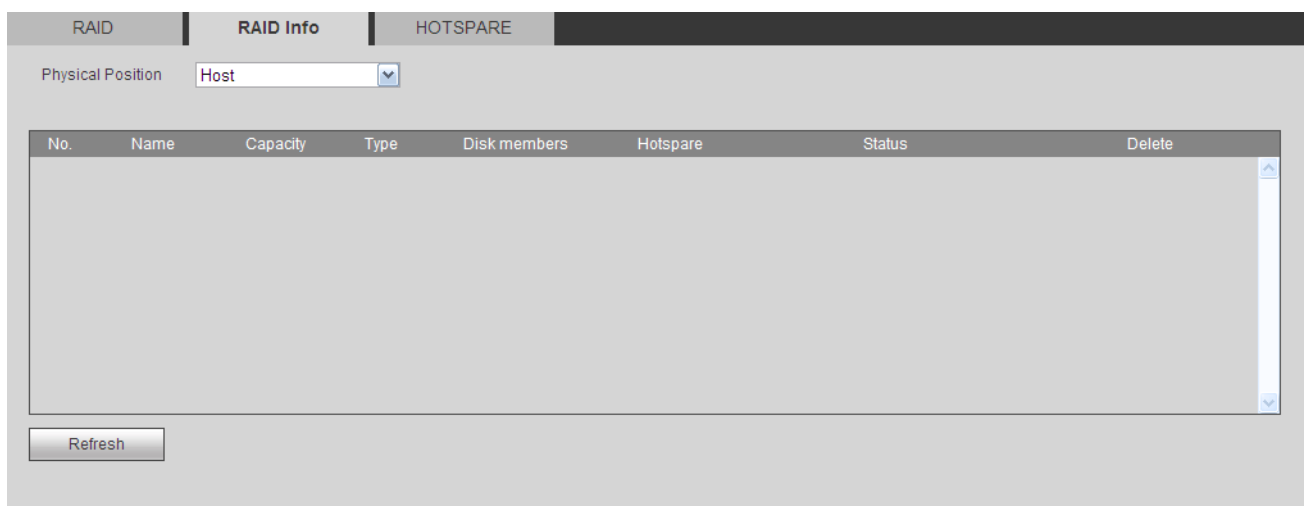 RAID RAID Info HOTSPARE
Physical Position Host
No. Name Capacity Type Disk members Hotspare Status Delete
Refresh